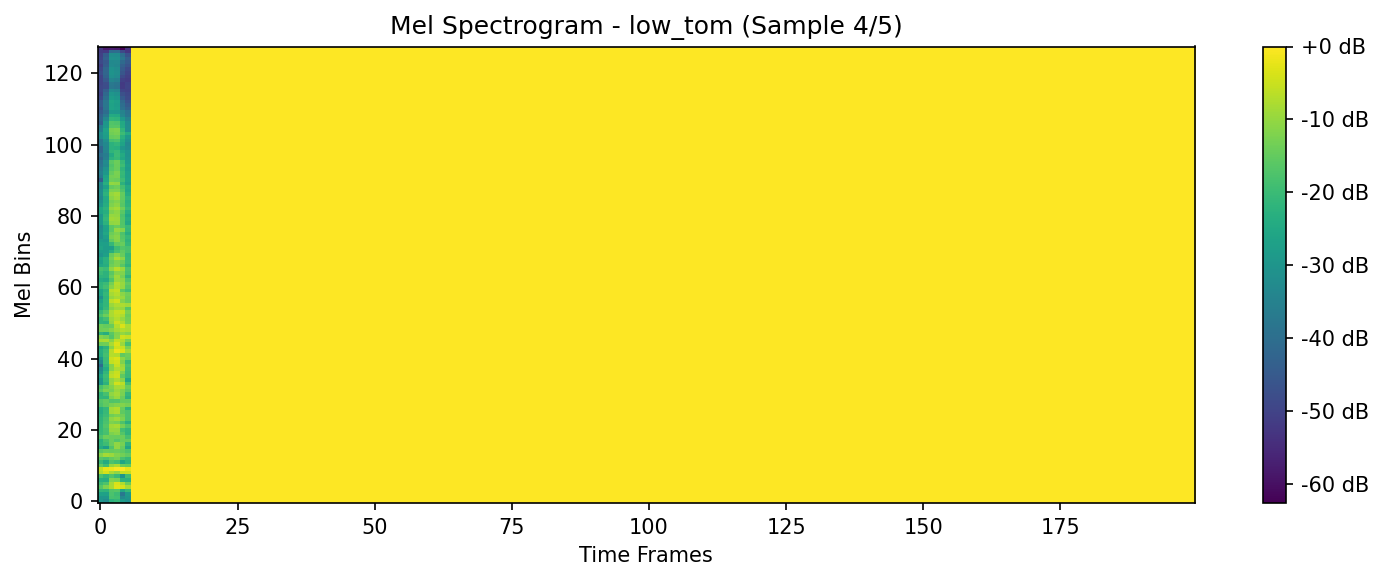 Mel Spectrogram - low_tom (Sample 4/5)
Mel Bins
120
100
80
60
40
20
0
0 25 50 75 100 125 150 175
Time Frames
+0 dB
-10 dB
-20 dB
-30 dB
-40 dB
-50 dB
-60 dB